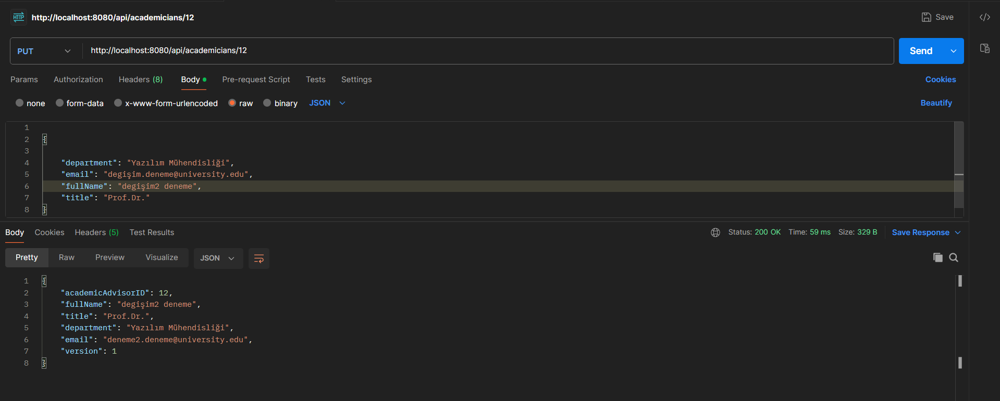 HTTP http://localhost:8080/api/academicians/12 Save
PUT http://localhost:8080/api/academicians/12 Send
Params Authorization Headers (8) Body Pre-request Script Tests Settings Cookies
none form-data x-www-form-urlencoded raw binary JSON Beautify
1
2 {
3
4 "department": "Yazılım Mühendisliği",
5 "email": "degişim.deneme@university.edu",
6 "fullName": "degişim2 deneme",
7 "title": "Prof.Dr."
8 }
Body Cookies Headers (5) Test Results Status: 200 OK Time: 59 ms Size: 329 B Save Response
Pretty Raw Preview Visualize JSON
1 {
2 "academicAdvisorID": 12,
3 "fullName": "degişim2 deneme",
4 "title": "Prof.Dr.",
5 "department": "Yazılım Mühendisliği",
6 "email": "deneme2.deneme@university.edu",
7 "version": 1
8 }